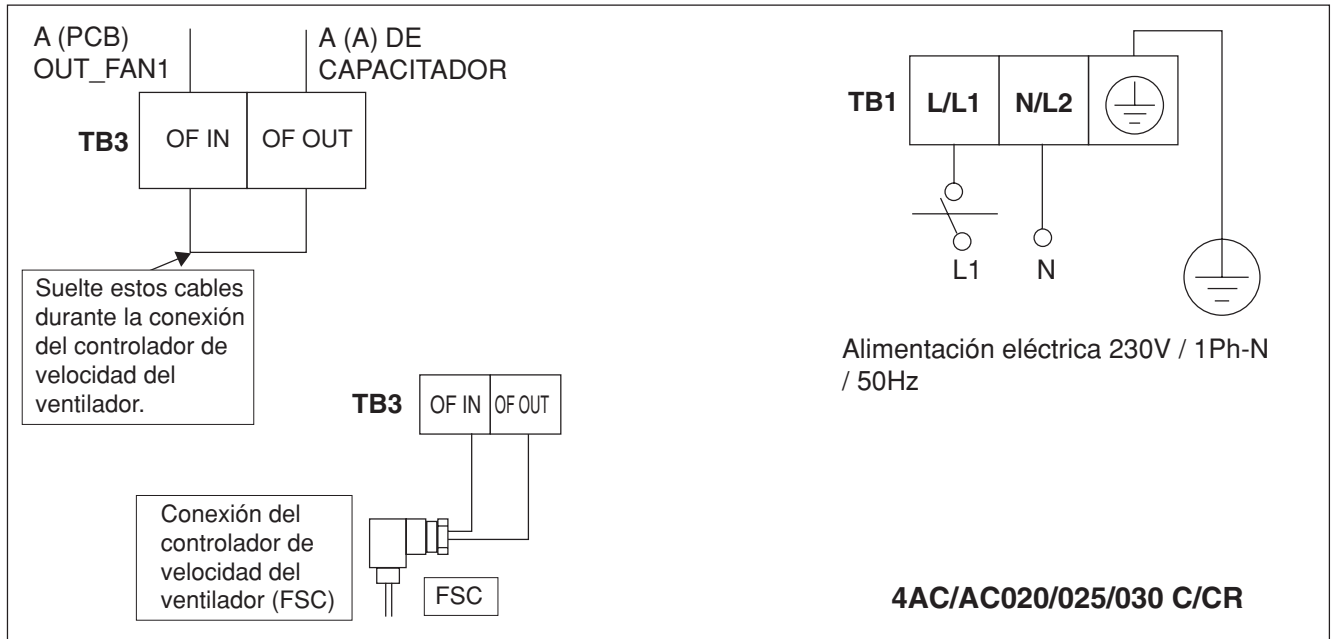 A (PCB)
OUT_FAN1
A (A) DE
CAPACITADOR
TB3
OF IN
OF OUT
Suelte estos cables
durante la conexión
del controlador de
velocidad del
ventilador.
TB3
OF IN
OF OUT
Conexión del
controlador de
velocidad del
ventilador (FSC)
FSC
TB1
L/L1
N/L2
L1
N
Alimentación eléctrica 230V / 1Ph-N
/ 50Hz
4AC/AC020/025/030 C/CR